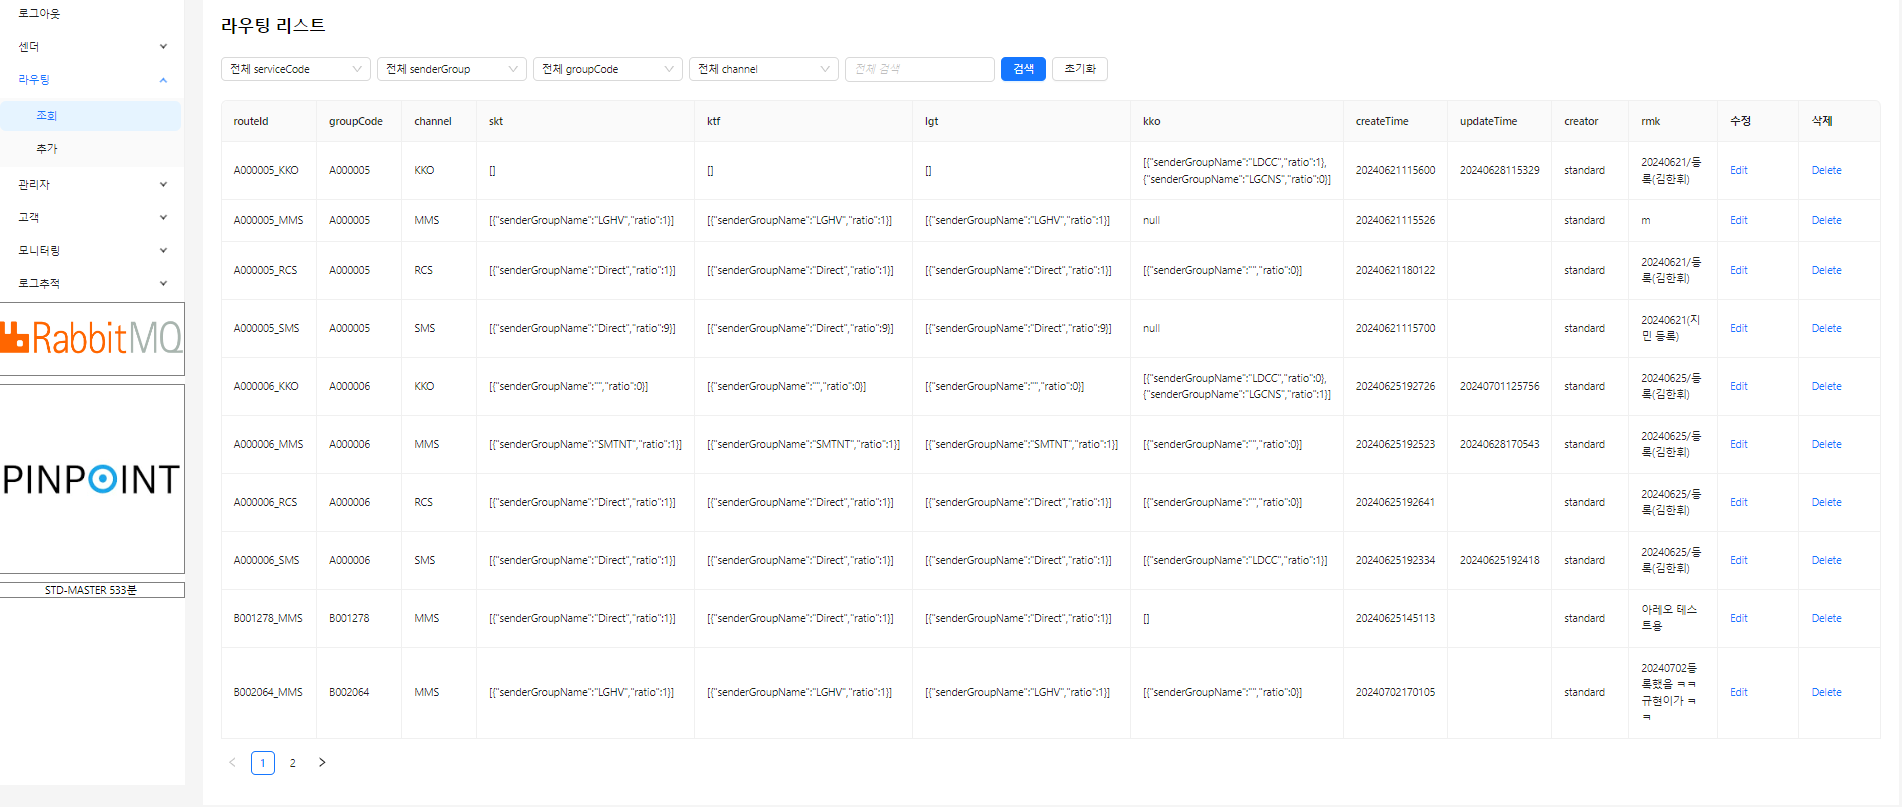 로그아웃
센더
라우팅
조회
추가
관리자
고객
모니터링
로그추적
RabbitMQ
PINPOINT
STD-MASTER 533분
라우팅 리스트
전체 serviceCode 전체 senderGroup 전체 groupCode 전체 channel 전체 검색 검색 초기화
routeId groupCode channel skt ktf lgt kko createTime updateTime creator rmk 수정 삭제
A000005_KKO A000005 KKO [] [] [] [{"senderGroupName":"LDCC","ratio":1}, 20240621115600 20240628115329 standard 20240621/등 Edit Delete
{"senderGroupName":"LGCNS","ratio":0}] 록(김한휘)
A000005_MMS A000005 MMS [{"senderGroupName":"LGHV","ratio":1}] [{"senderGroupName":"LGHV","ratio":1}] [{"senderGroupName":"LGHV","ratio":1}] null 20240621115526 standard m Edit Delete
A000005_RCS A000005 RCS [{"senderGroupName":"Direct","ratio":1}] [{"senderGroupName":"Direct","ratio":1}] [{"senderGroupName":"Direct","ratio":1}] [{"senderGroupName":"","ratio":0}] 20240621180122 standard 20240621/등 Edit Delete
록(김한휘)
A000005_SMS A000005 SMS [{"senderGroupName":"Direct","ratio":9}] [{"senderGroupName":"Direct","ratio":9}] [{"senderGroupName":"Direct","ratio":9}] null 20240621115700 standard 20240621(지 Edit Delete
민 등록)
A000006_KKO A000006 KKO [{"senderGroupName":"","ratio":0}] [{"senderGroupName":"","ratio":0}] [{"senderGroupName":"","ratio":0}] [{"senderGroupName":"LDCC","ratio":0}, 20240625192726 20240701125756 standard 20240625/등 Edit Delete
{"senderGroupName":"LGCNS","ratio":1}] 록(김한휘)
A000006_MMS A000006 MMS [{"senderGroupName":"SMTNT","ratio":1}] [{"senderGroupName":"SMTNT","ratio":1}] [{"senderGroupName":"SMTNT","ratio":1}] [{"senderGroupName":"","ratio":0}] 20240625192523 20240628170543 standard 20240625/등 Edit Delete
록(김한휘)
A000006_RCS A000006 RCS [{"senderGroupName":"Direct","ratio":1}] [{"senderGroupName":"Direct","ratio":1}] [{"senderGroupName":"Direct","ratio":1}] [{"senderGroupName":"","ratio":0}] 20240625192641 standard 20240625/등 Edit Delete
록(김한휘)
A000006_SMS A000006 SMS [{"senderGroupName":"Direct","ratio":1}] [{"senderGroupName":"Direct","ratio":1}] [{"senderGroupName":"Direct","ratio":1}] [{"senderGroupName":"LDCC","ratio":1}] 20240625192334 20240625192418 standard 20240625/등 Edit Delete
록(김한휘)
B001278_MMS B001278 MMS [{"senderGroupName":"Direct","ratio":1}] [{"senderGroupName":"Direct","ratio":1}] [{"senderGroupName":"Direct","ratio":1}] [] 20240625145113 standard 아레오 테스 Edit Delete
트용
B002064_MMS B002064 MMS [{"senderGroupName":"LGHV","ratio":1}] [{"senderGroupName":"LGHV","ratio":1}] [{"senderGroupName":"LGHV","ratio":1}] [{"senderGroupName":"","ratio":0}] 20240702170105 standard 20240702등 Edit Delete
록했음 ㅋㅋ
규현이가 ㅋ
ㅋ
1 2